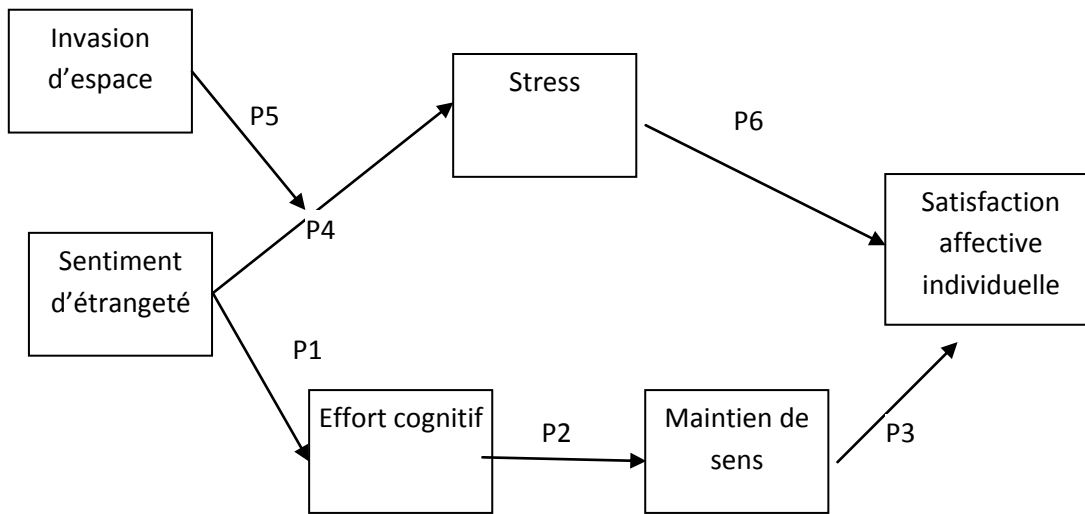 Invasion
d’espace
Stress
P5
P6
P4
Satisfaction
affective
individuelle
Sentiment
d’étrangeté
P1
Effort cognitif
P2
Maintien de
sens
P3